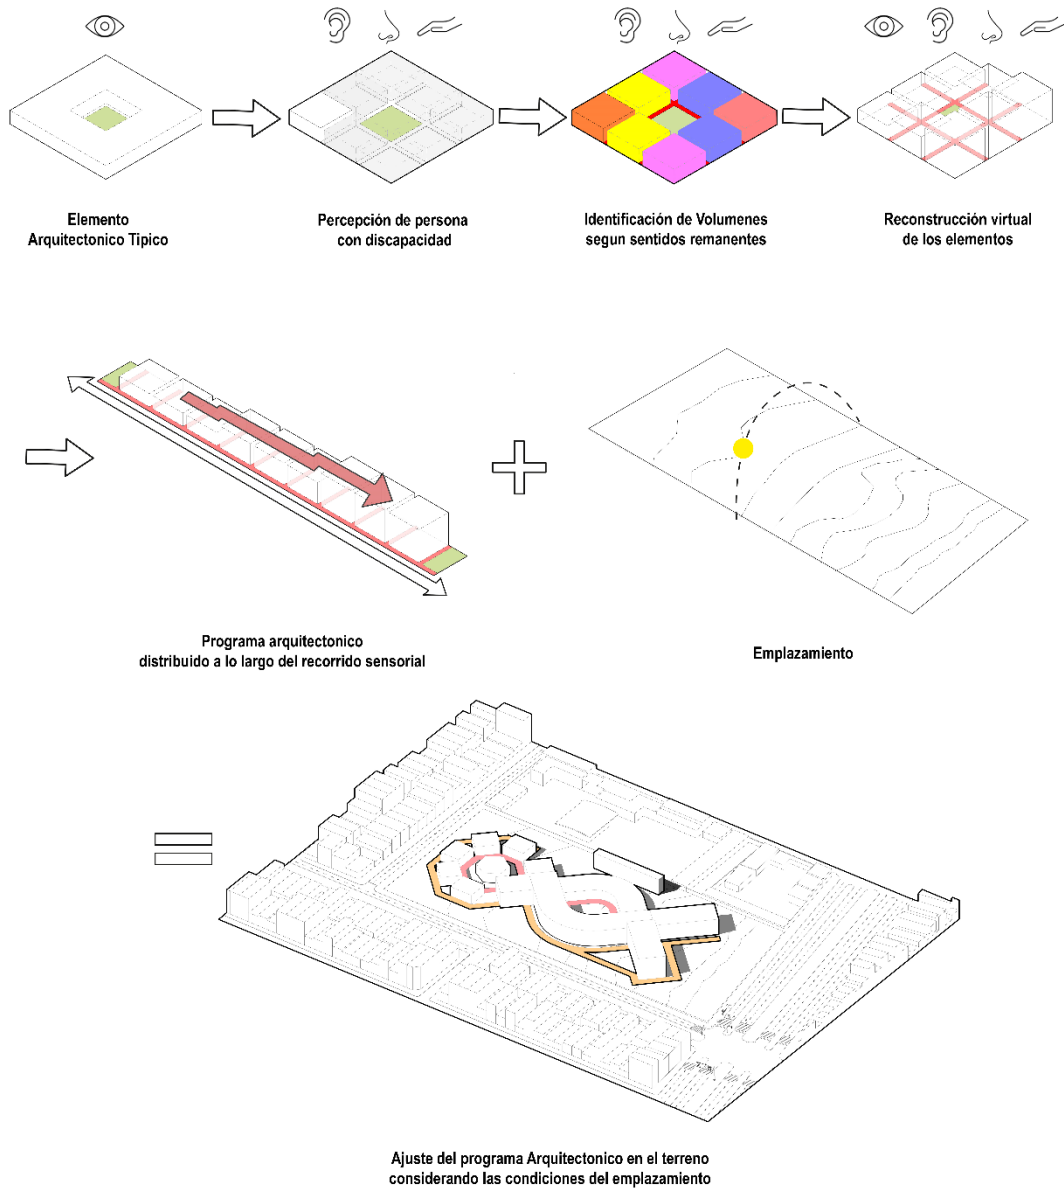 Elemento
Arquitectonico Tipico
Percepción de persona
con discapacidad
Identificación de Volumenes
segun sentidos remanentes
Reconstrucción virtual
de los elementos
Programa arquitectonico
distribuido a lo largo del recorrido sensorial
Emplazamiento
Ajuste del programa Arquitectonico en el terreno
considerando las condiciones del emplazamiento